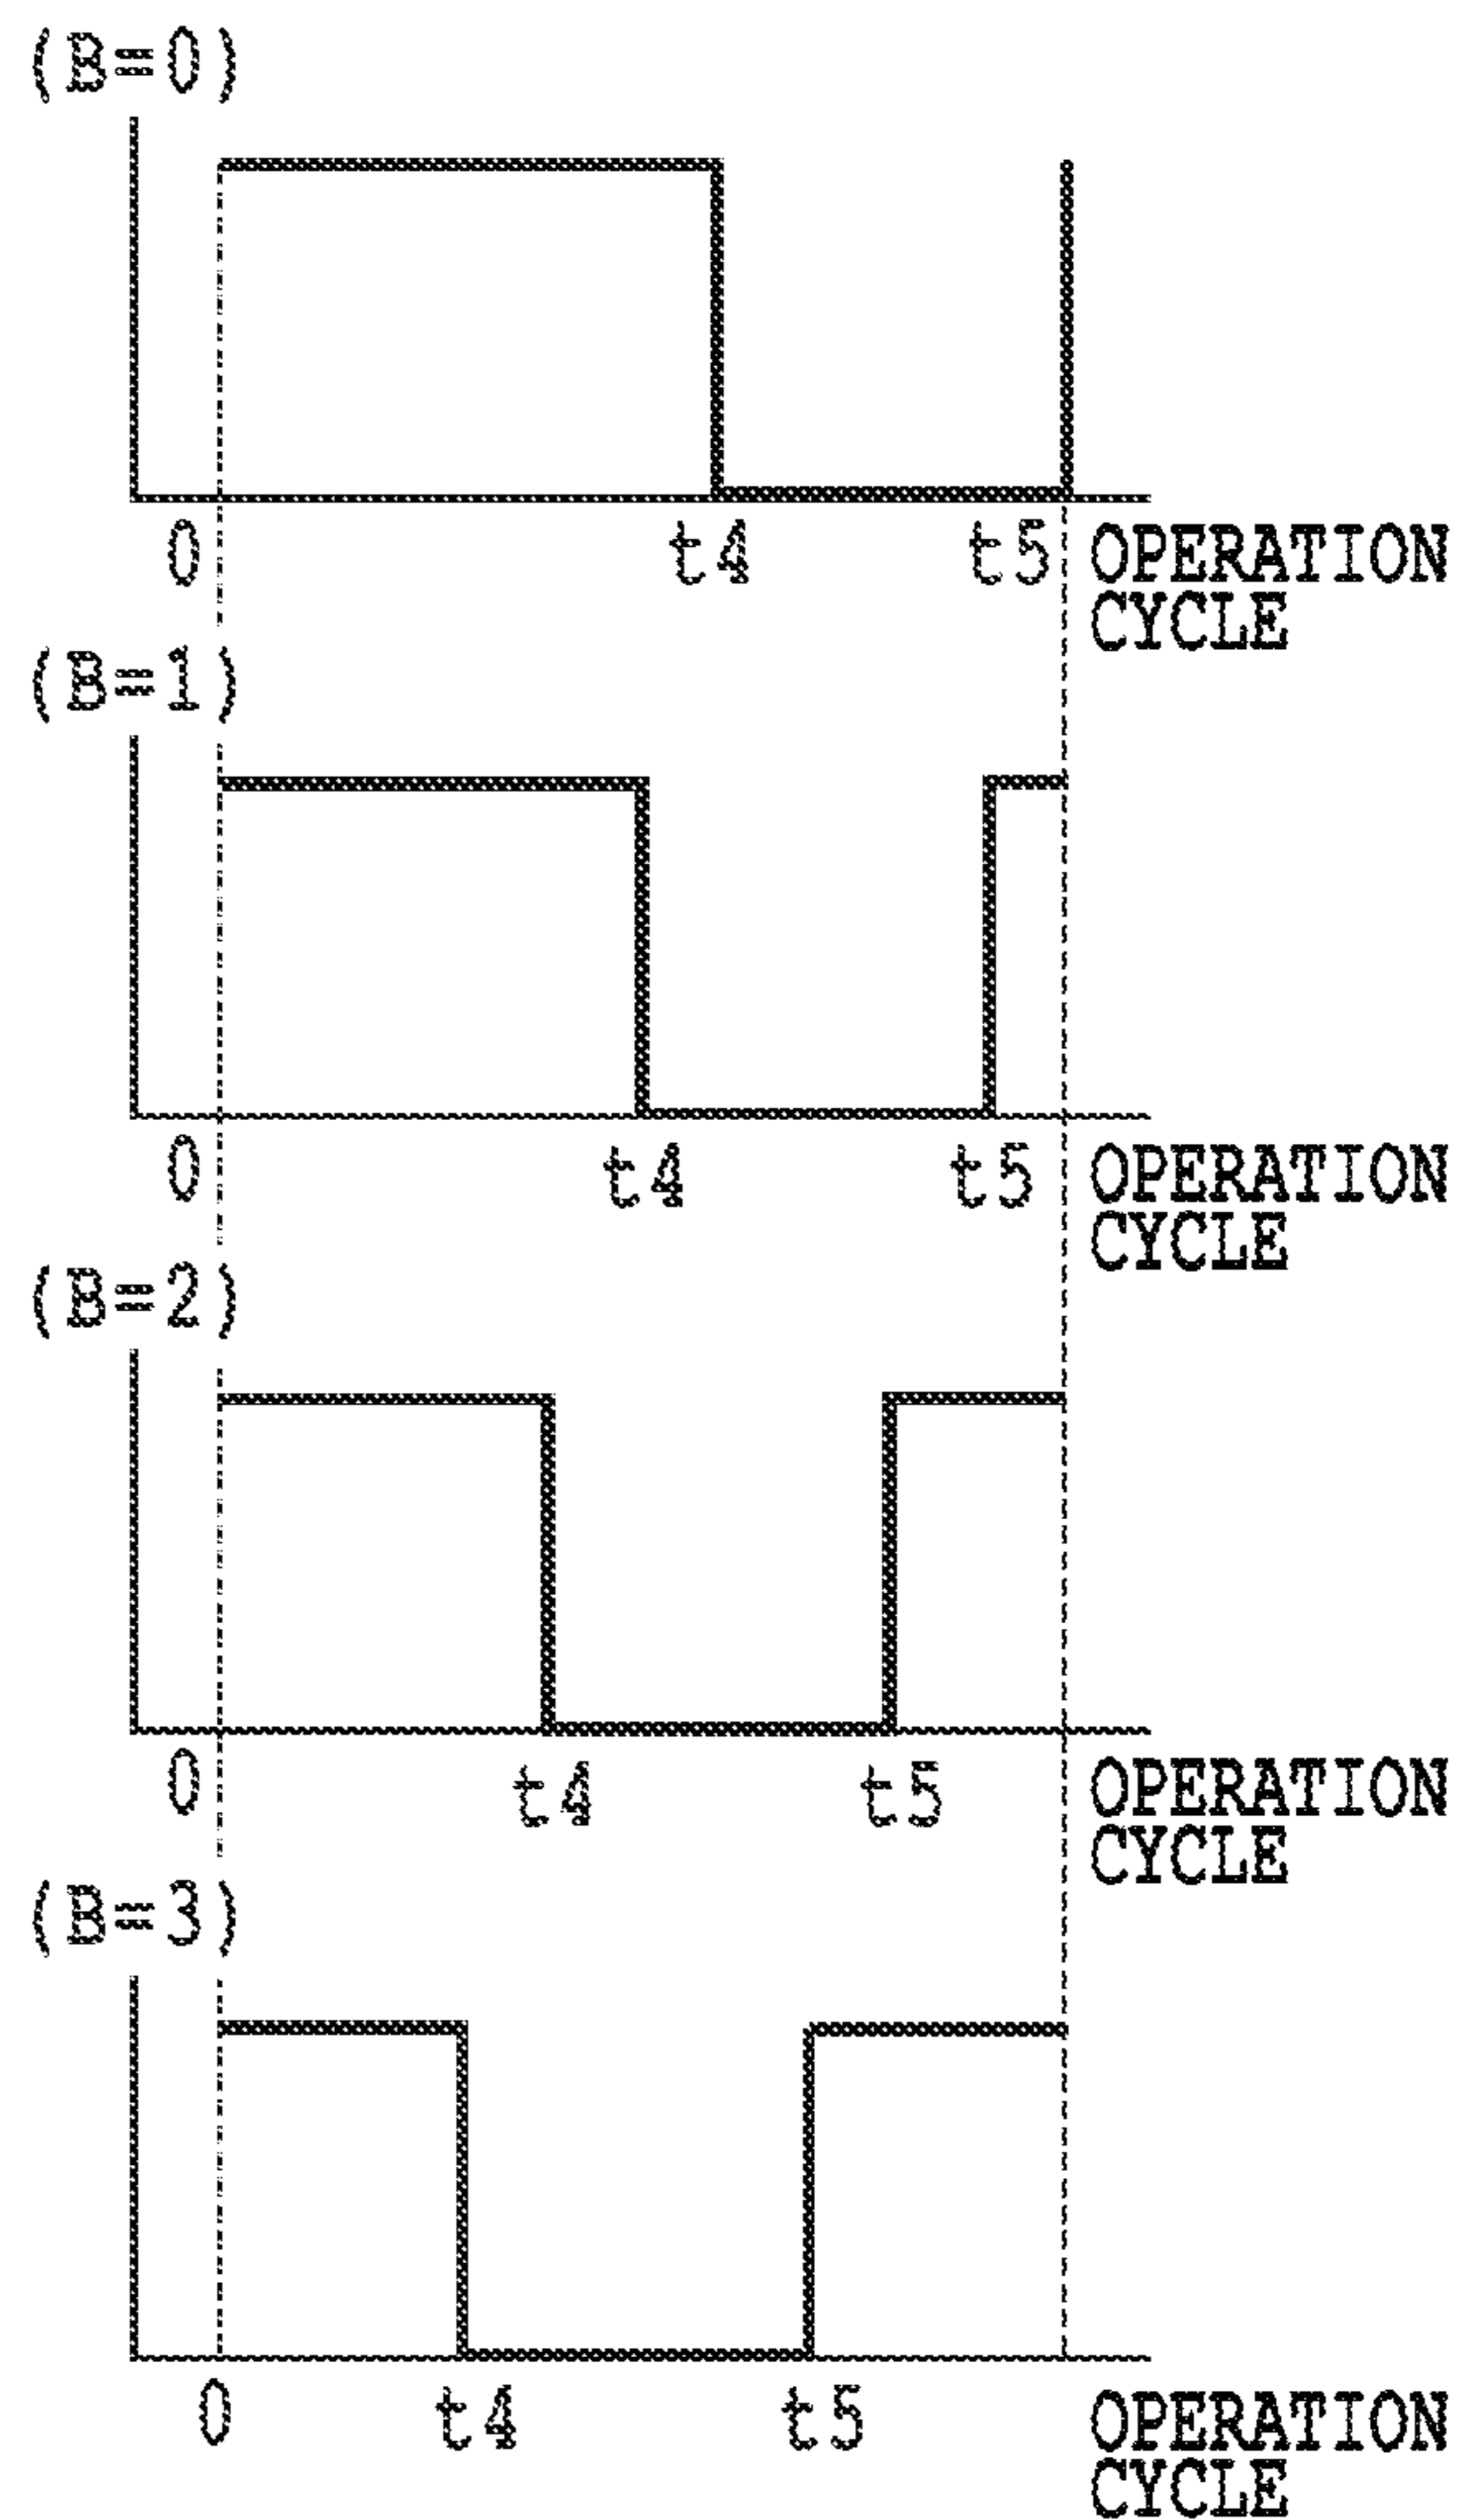 (B=0)
0 t4 t5 OPERATION
CYCLE
(B=1)
0 t4 t5 OPERATION
CYCLE
(B=2)
0 t4 t5 OPERATION
CYCLE
(B=3)
0 t4 t5 OPERATION
CYCLE